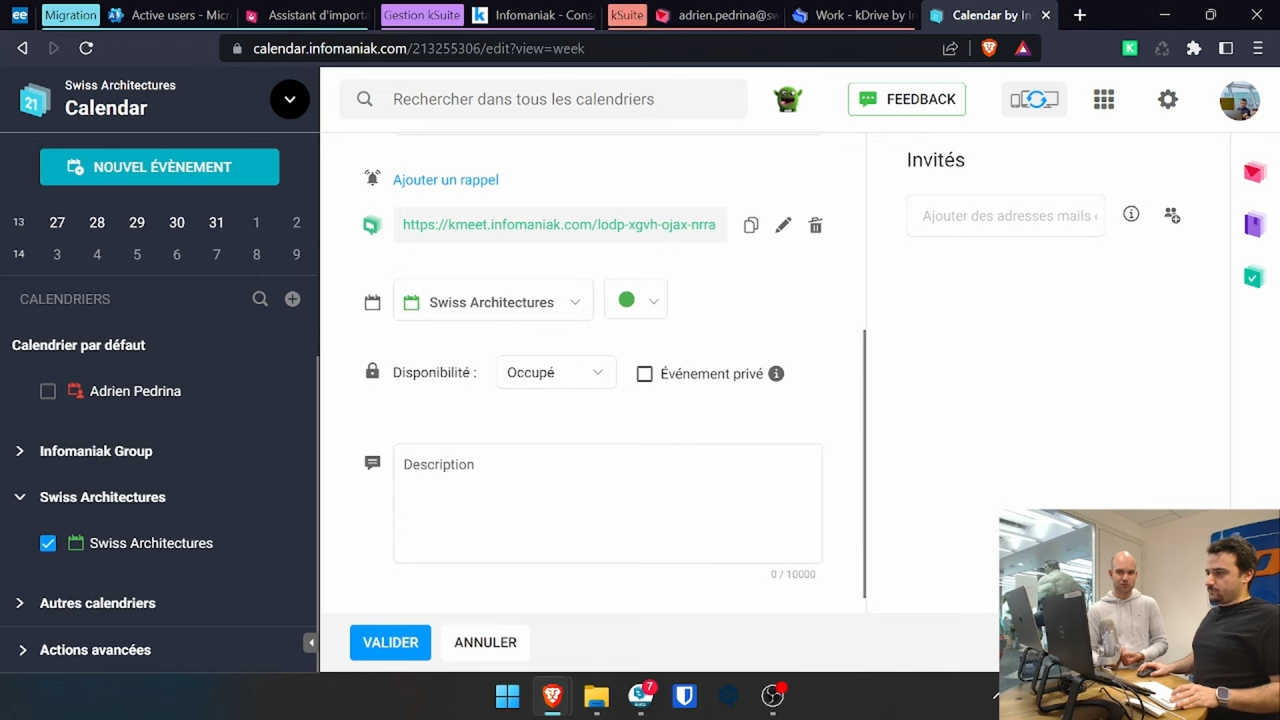 Migration
Active users - Micr
Assistant d'importa
Gestion kSuite
Infomaniak - Cons
kSuite
adrien.pedrina@sw
Work - kDrive by In
Calendar by In
calendar.infomaniak.com/213255306/edit?view=week
21
Swiss Architectures
Calendar
Rechercher dans tous les calendriers
FEEDBACK
NOUVEL ÉVÈNEMENT
13 27 28 29 30 31 1 2
14 3 4 5 6 7 8 9
CALENDRIERS
Calendrier par défaut
Adrien Pedrina
Infomaniak Group
Swiss Architectures
Swiss Architectures
Autres calendriers
Actions avancées
Ajouter un rappel
https://kmeet.infomaniak.com/lodp-xgvh-ojax-nrra
Swiss Architectures
Disponibilité :
Occupé
Événement privé
Description
0 / 10000
VALIDER
ANNULER
Invités
Ajouter des adresses mails
7